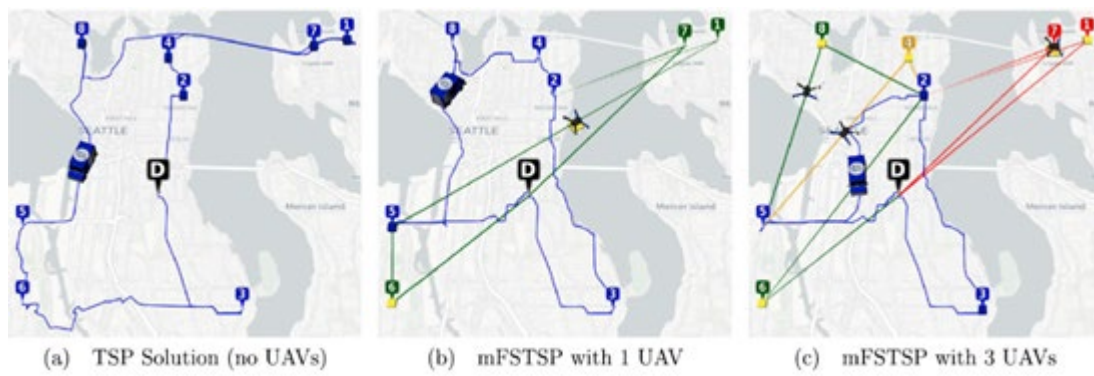 8
4
7
1
2
SEATTLE
D
5
6
3
Mercer Island
(a) TSP Solution (no UAVs)
8
4
7
1
2
SEATTLE
D
5
6
3
Mercer Island
(b) mFSTSP with 1 UAV
8
7
1
2
SEATTLE
D
5
6
3
Mercer Island
(c) mFSTSP with 3 UAVs